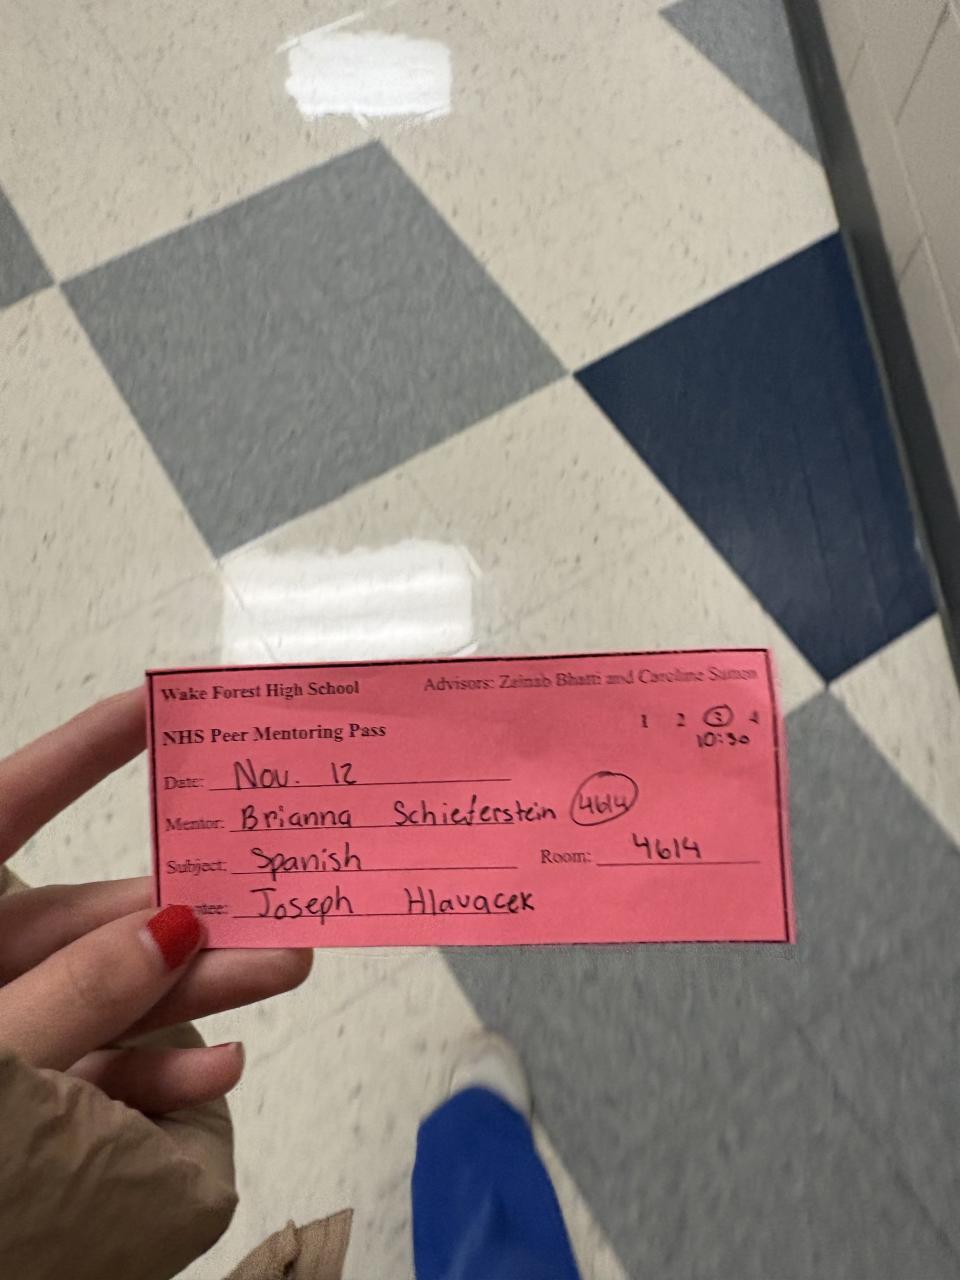 Wake Forest High School Advisors: Zainab Bhatti and Caroline
NHS Peer Mentoring Pass 1 2 3 4
10:30
Date: Nov. 12
Mentor: Brianna Schieferstein 4614
Subject: Spanish Room: 4614
Joseph Hlavacek